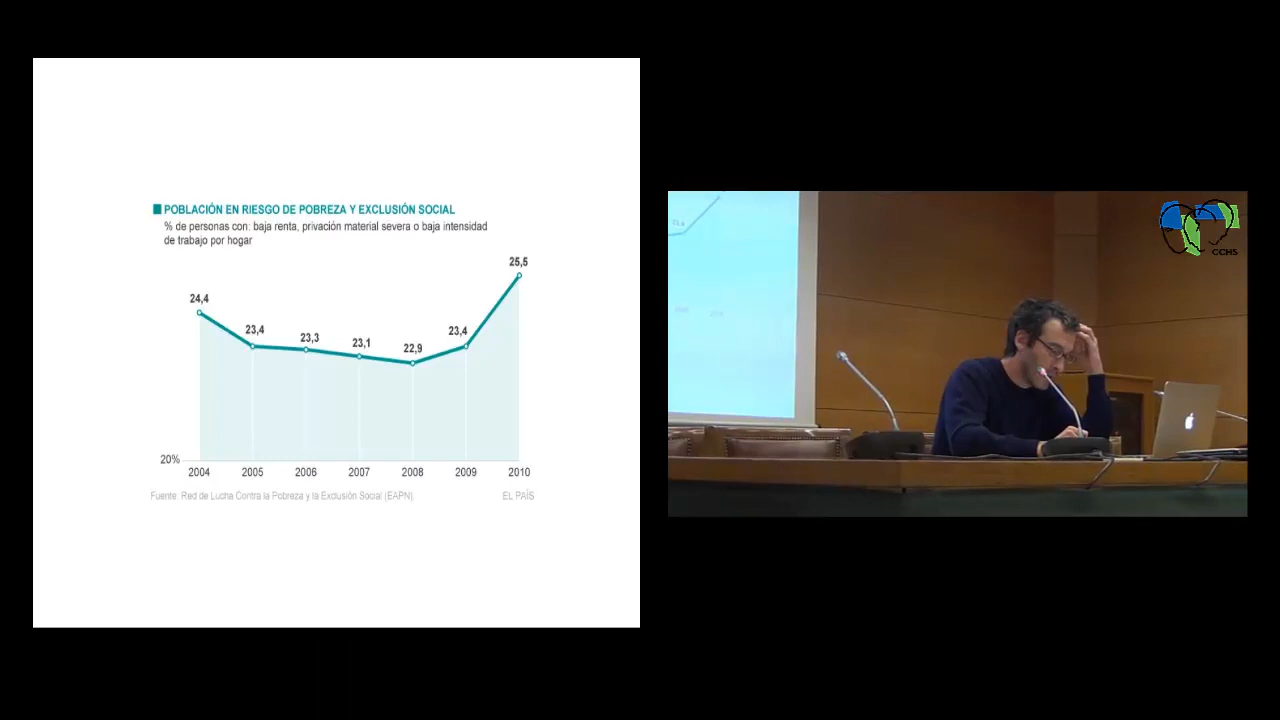 POBLACIÓN EN RIESGO DE POBREZA Y EXCLUSIÓN SOCIAL
% de personas con: baja renta, privación material severa o baja intensidad
de trabajo por hogar
25,5
24,4
23,4
23,3
23,1
22,9
23,4
20%
2004 2005 2006 2007 2008 2009 2010
Fuente: Red de Lucha Contra la Pobreza y la Exclusión Social (EAPN).
EL PAÍS
CCHS